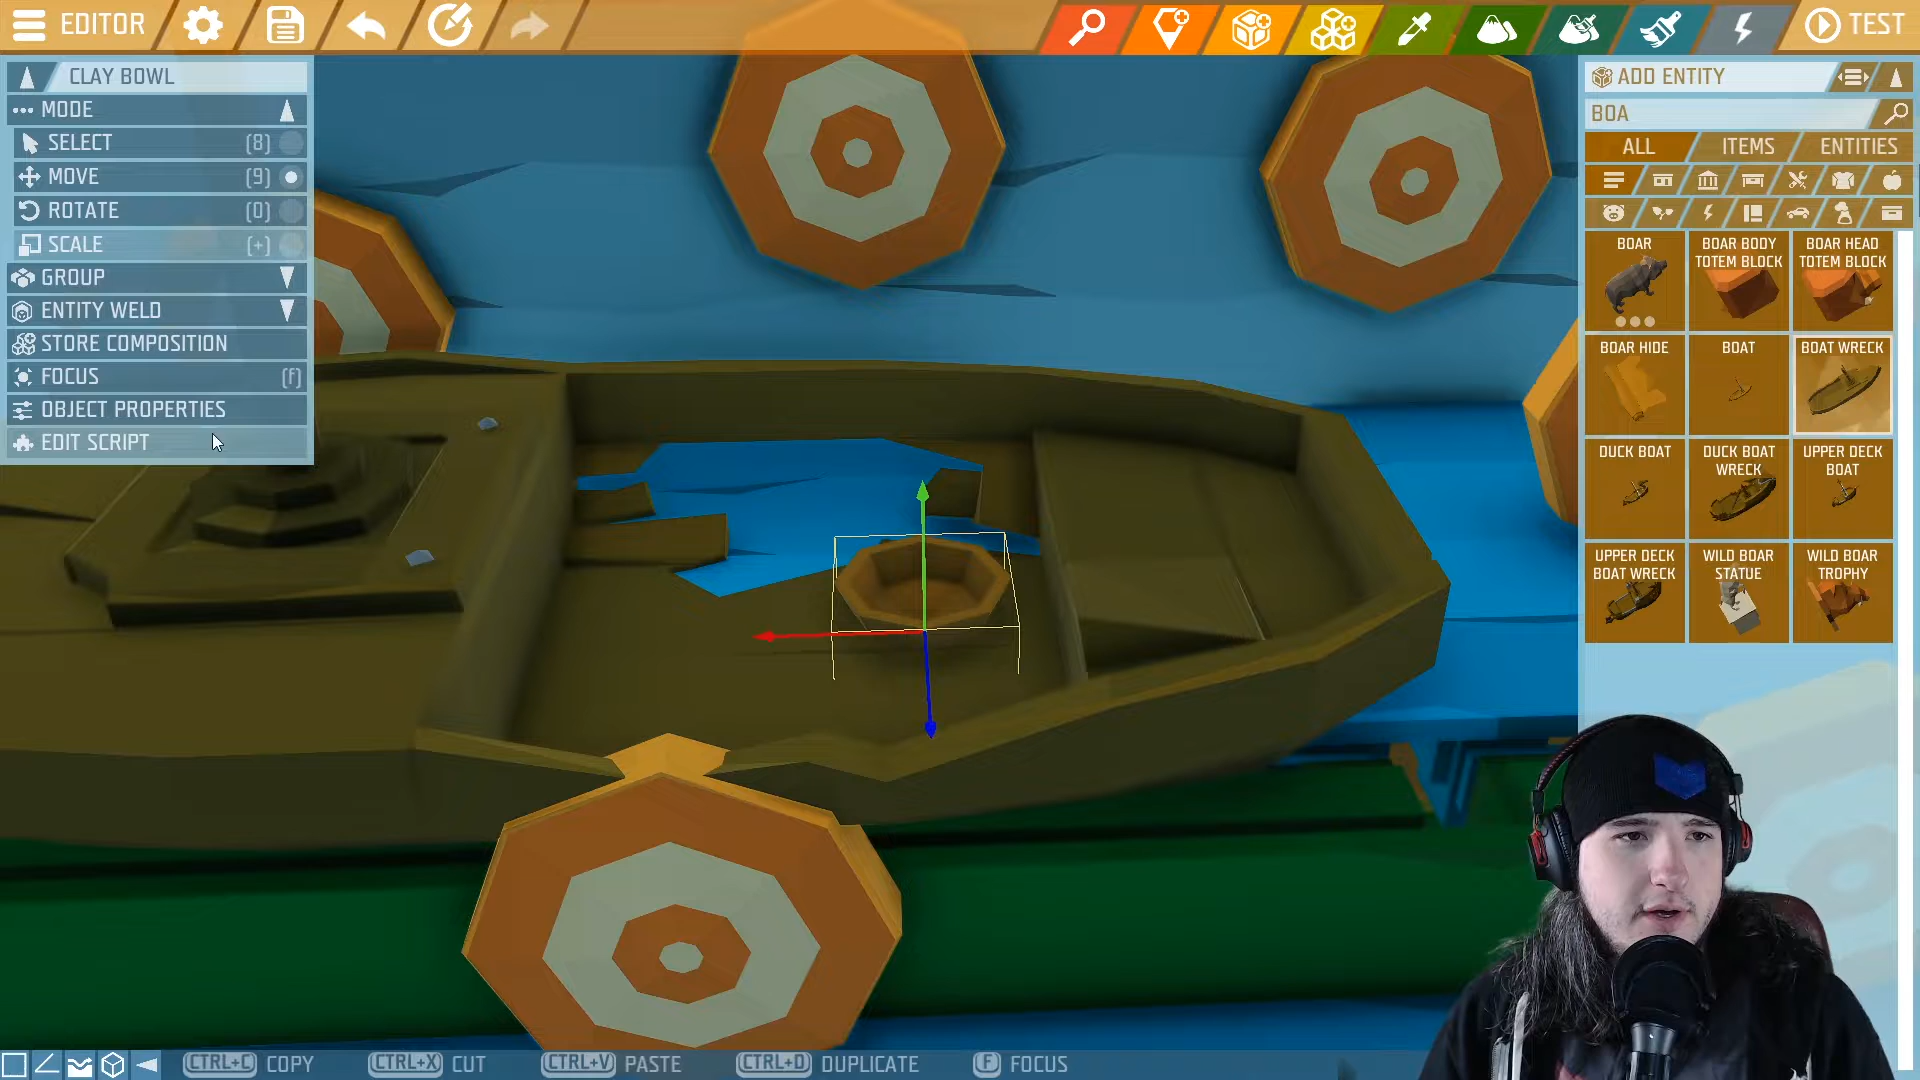 EDITOR
TEST
CLAY BOWL
MODE
SELECT (8)
MOVE (9)
ROTATE (0)
SCALE (+)
GROUP
ENTITY WELD
STORE COMPOSITION
FOCUS (f)
OBJECT PROPERTIES
EDIT SCRIPT
ADD ENTITY
BOA
ALL ITEMS ENTITIES
BOAR
BOAR BODY TOTEM BLOCK
BOAR HEAD TOTEM BLOCK
BOAR HIDE
BOAT
BOAT WRECK
DUCK BOAT
DUCK BOAT WRECK
UPPER DECK BOAT
UPPER DECK BOAT WRECK
WILD BOAR STATUE
WILD BOAR TROPHY
CTRL+C COPY CTRL+X CUT CTRL+V PASTE CTRL+D DUPLICATE F FOCUS